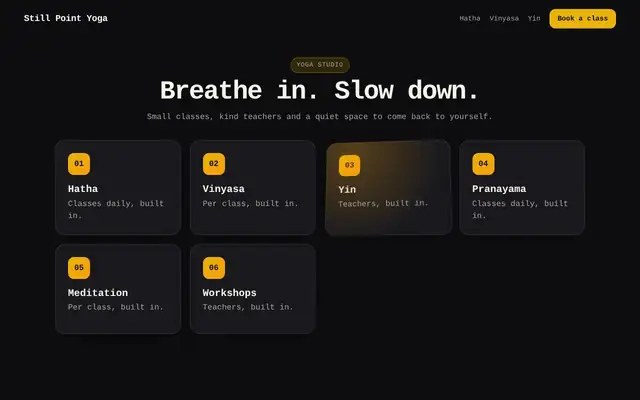 Still Point Yoga
Hatha Vinyasa Yin Book a class
YOGA STUDIO
Breathe in. Slow down.
Small classes, kind teachers and a quiet space to come back to yourself.
01
Hatha
Classes daily, built
in.
02
Vinyasa
Per class, built in.
03
Yin
Teachers, built in.
04
Pranayama
Classes daily, built
in.
05
Meditation
Per class, built in.
06
Workshops
Teachers, built in.